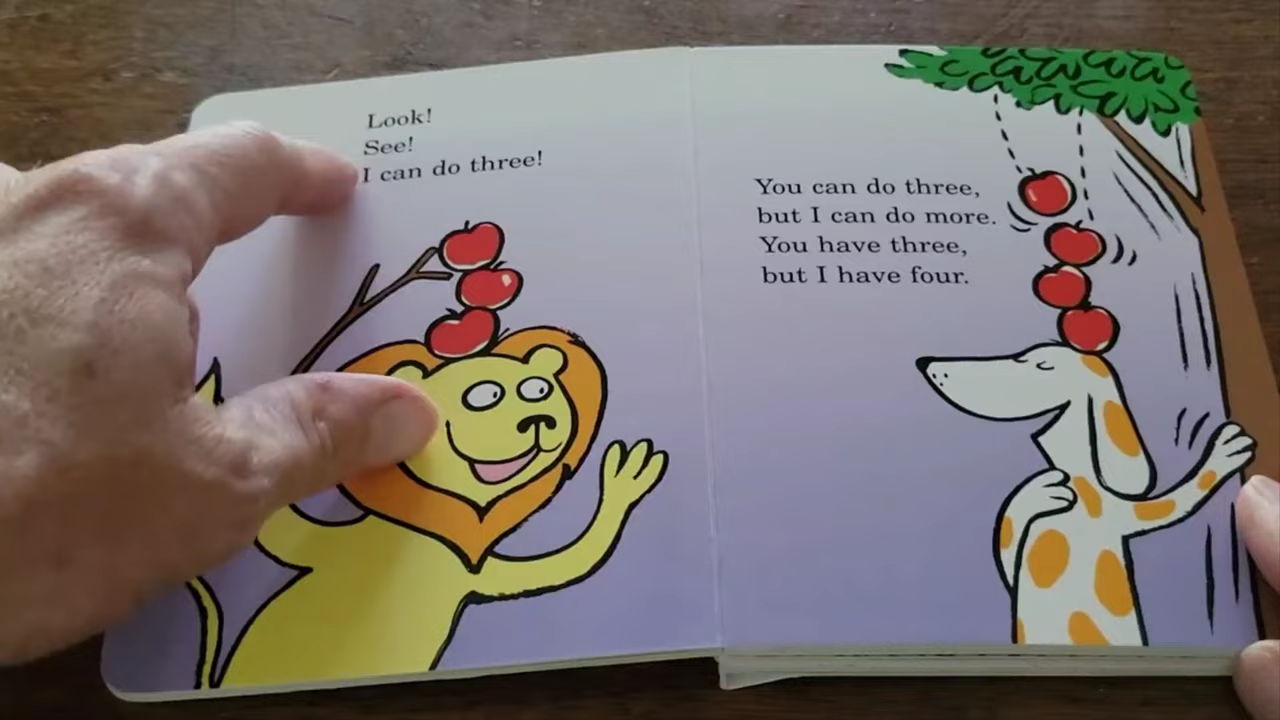 Look!
See!
I can do three!
You can do three,
but I can do more.
You have three,
but I have four.